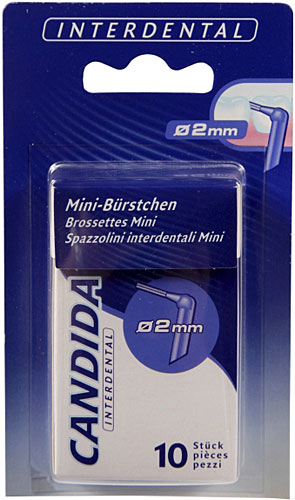 INTERDENTAL
ø2mm
Mini-Bürstchen
Brossettes Mini
Spazzolini interdentali Mini
ø2mm
CANDIDA
INTERDENTAL
10 Stück
pièces
pezzi